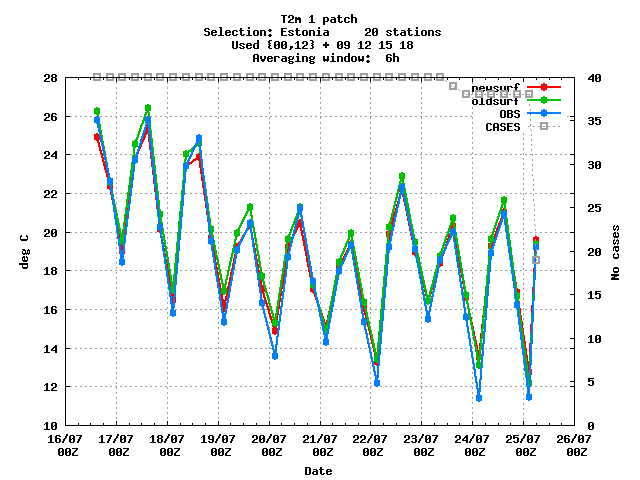 T2m 1 patch
Selection: Estonia     20 stations
Used {00,12} + 09 12 15 18
Averaging window:  6h
28
26
24
22
20
18
16
14
12
10
deg C
40
35
30
25
20
15
10
5
0
No cases
newsurf
oldsurf
OBS
CASES
16/07 17/07 18/07 19/07 20/07 21/07 22/07 23/07 24/07 25/07 26/07
00Z 00Z 00Z 00Z 00Z 00Z 00Z 00Z 00Z 00Z 00Z
Date